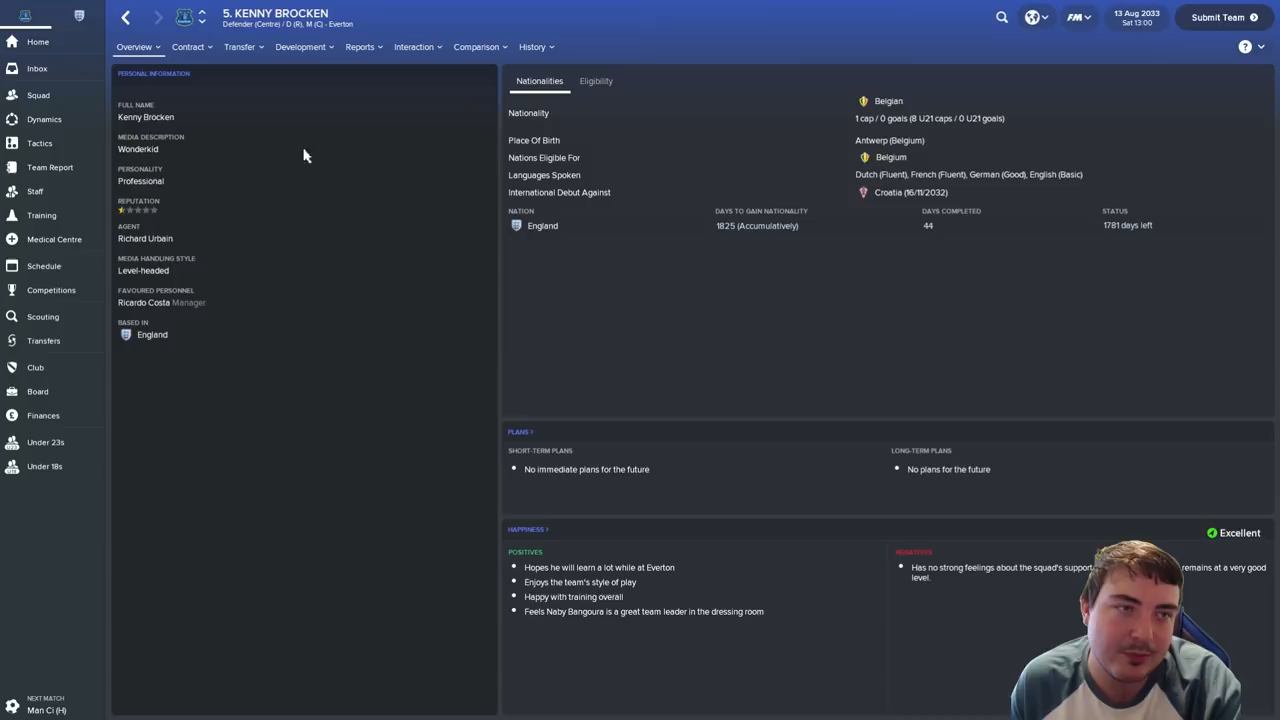 5. KENNY BROCKEN
Defender (Centre) / D (R), M (C) - Everton
FM
13 Aug 2033
Sat 13:00
Submit Team
Overview
Contract
Transfer
Development
Reports
Interaction
Comparison
History
?
Home
Inbox
Squad
Dynamics
Tactics
Team Report
Staff
Training
Medical Centre
Schedule
Competitions
Scouting
Transfers
Club
Board
Finances
Under 23s
Under 18s
NEXT MATCH
Man Ci (H)
PERSONAL INFORMATION
FULL NAME
Kenny Brocken
MEDIA DESCRIPTION
Wonderkid
PERSONALITY
Professional
REPUTATION
AGENT
Richard Urbain
MEDIA HANDLING STYLE
Level-headed
FAVOURED PERSONNEL
Ricardo Costa Manager
BASED IN
England
Nationalities
Eligibility
Nationality
Belgian
1 cap / 0 goals (8 U21 caps / 0 U21 goals)
Place Of Birth
Antwerp (Belgium)
Nations Eligible For
Belgium
Languages Spoken
Dutch (Fluent), French (Fluent), German (Good), English (Basic)
International Debut Against
Croatia (16/11/2032)
NATION
DAYS TO GAIN NATIONALITY
DAYS COMPLETED
STATUS
England
1825 (Accumulatively)
44
1781 days left
PLANS >
SHORT-TERM PLANS
No immediate plans for the future
LONG-TERM PLANS
No plans for the future
HAPPINESS >
Excellent
POSITIVES
Hopes he will learn a lot while at Everton
Enjoys the team's style of play
Happy with training overall
Feels Naby Bangoura is a great team leader in the dressing room
NEGATIVES
Has no strong feelings about the squad's support remains at a very good
level.